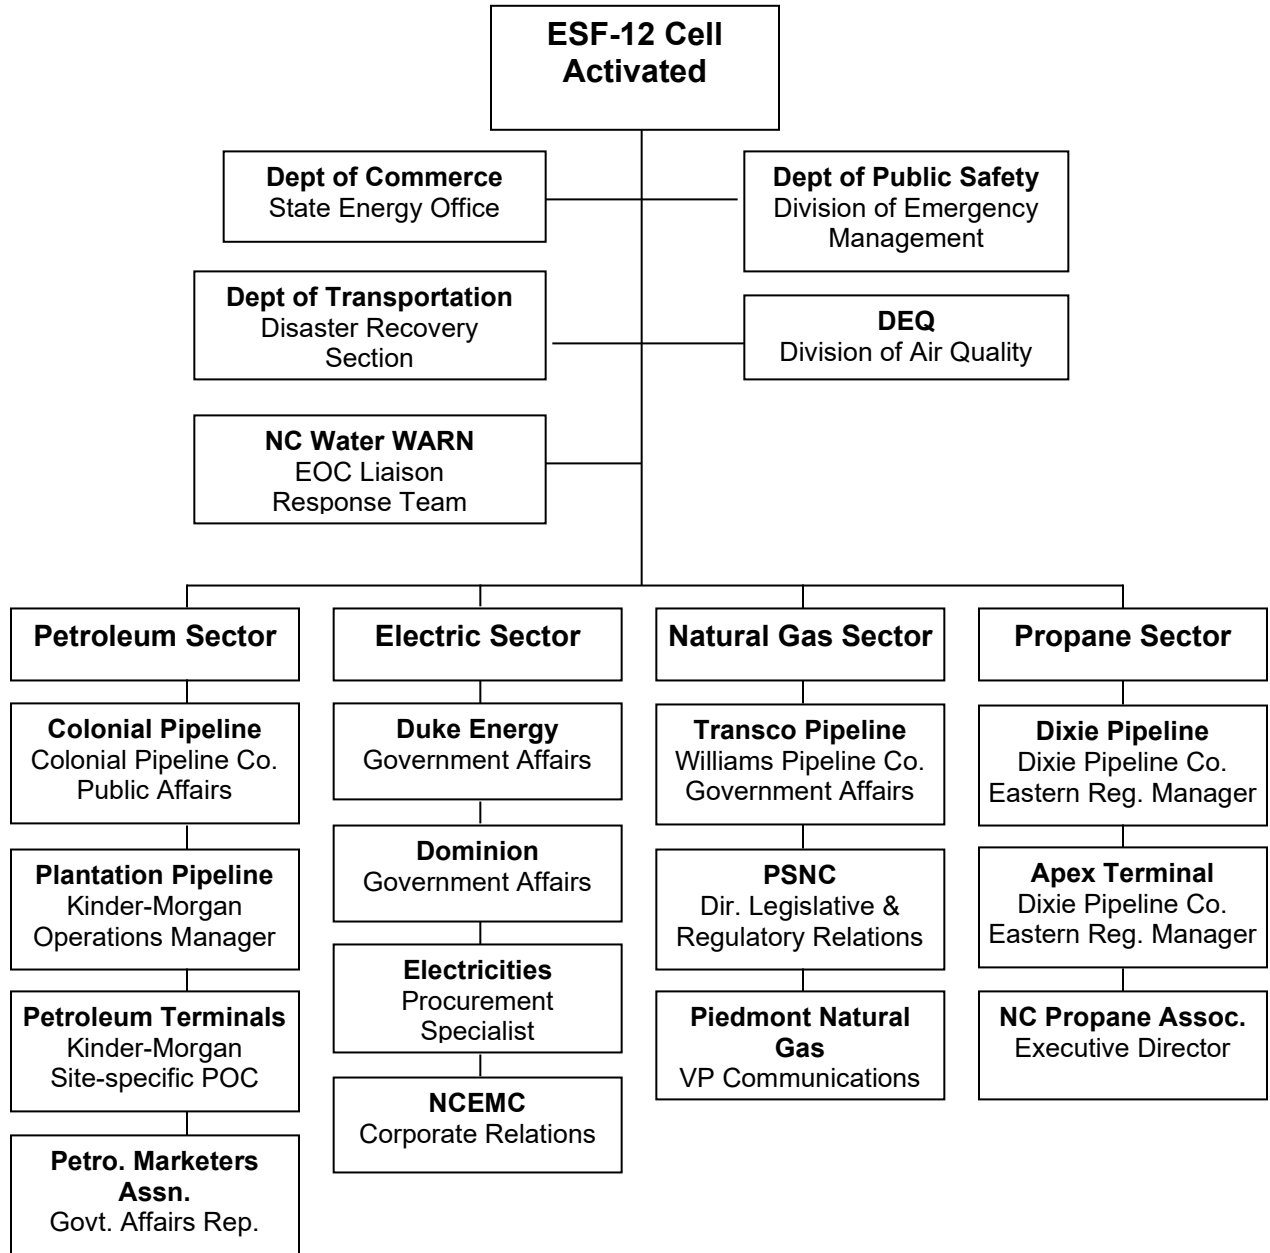 ESF-12 Cell
Activated
Dept of Commerce
State Energy Office
Dept of Public Safety
Division of Emergency
Management
Dept of Transportation
Disaster Recovery
Section
DEQ
Division of Air Quality
NC Water WARN
EOC Liaison
Response Team
Petroleum Sector
Colonial Pipeline
Colonial Pipeline Co.
Public Affairs
Plantation Pipeline
Kinder-Morgan
Operations Manager
Petroleum Terminals
Kinder-Morgan
Site-specific POC
Petro. Marketers
Assn.
Govt. Affairs Rep.
Electric Sector
Duke Energy
Government Affairs
Dominion
Government Affairs
Electricities
Procurement
Specialist
NCEMC
Corporate Relations
Natural Gas Sector
Transco Pipeline
Williams Pipeline Co.
Government Affairs
PSNC
Dir. Legislative &
Regulatory Relations
Piedmont Natural
Gas
VP Communications
Propane Sector
Dixie Pipeline
Dixie Pipeline Co.
Eastern Reg. Manager
Apex Terminal
Dixie Pipeline Co.
Eastern Reg. Manager
NC Propane Assoc.
Executive Director